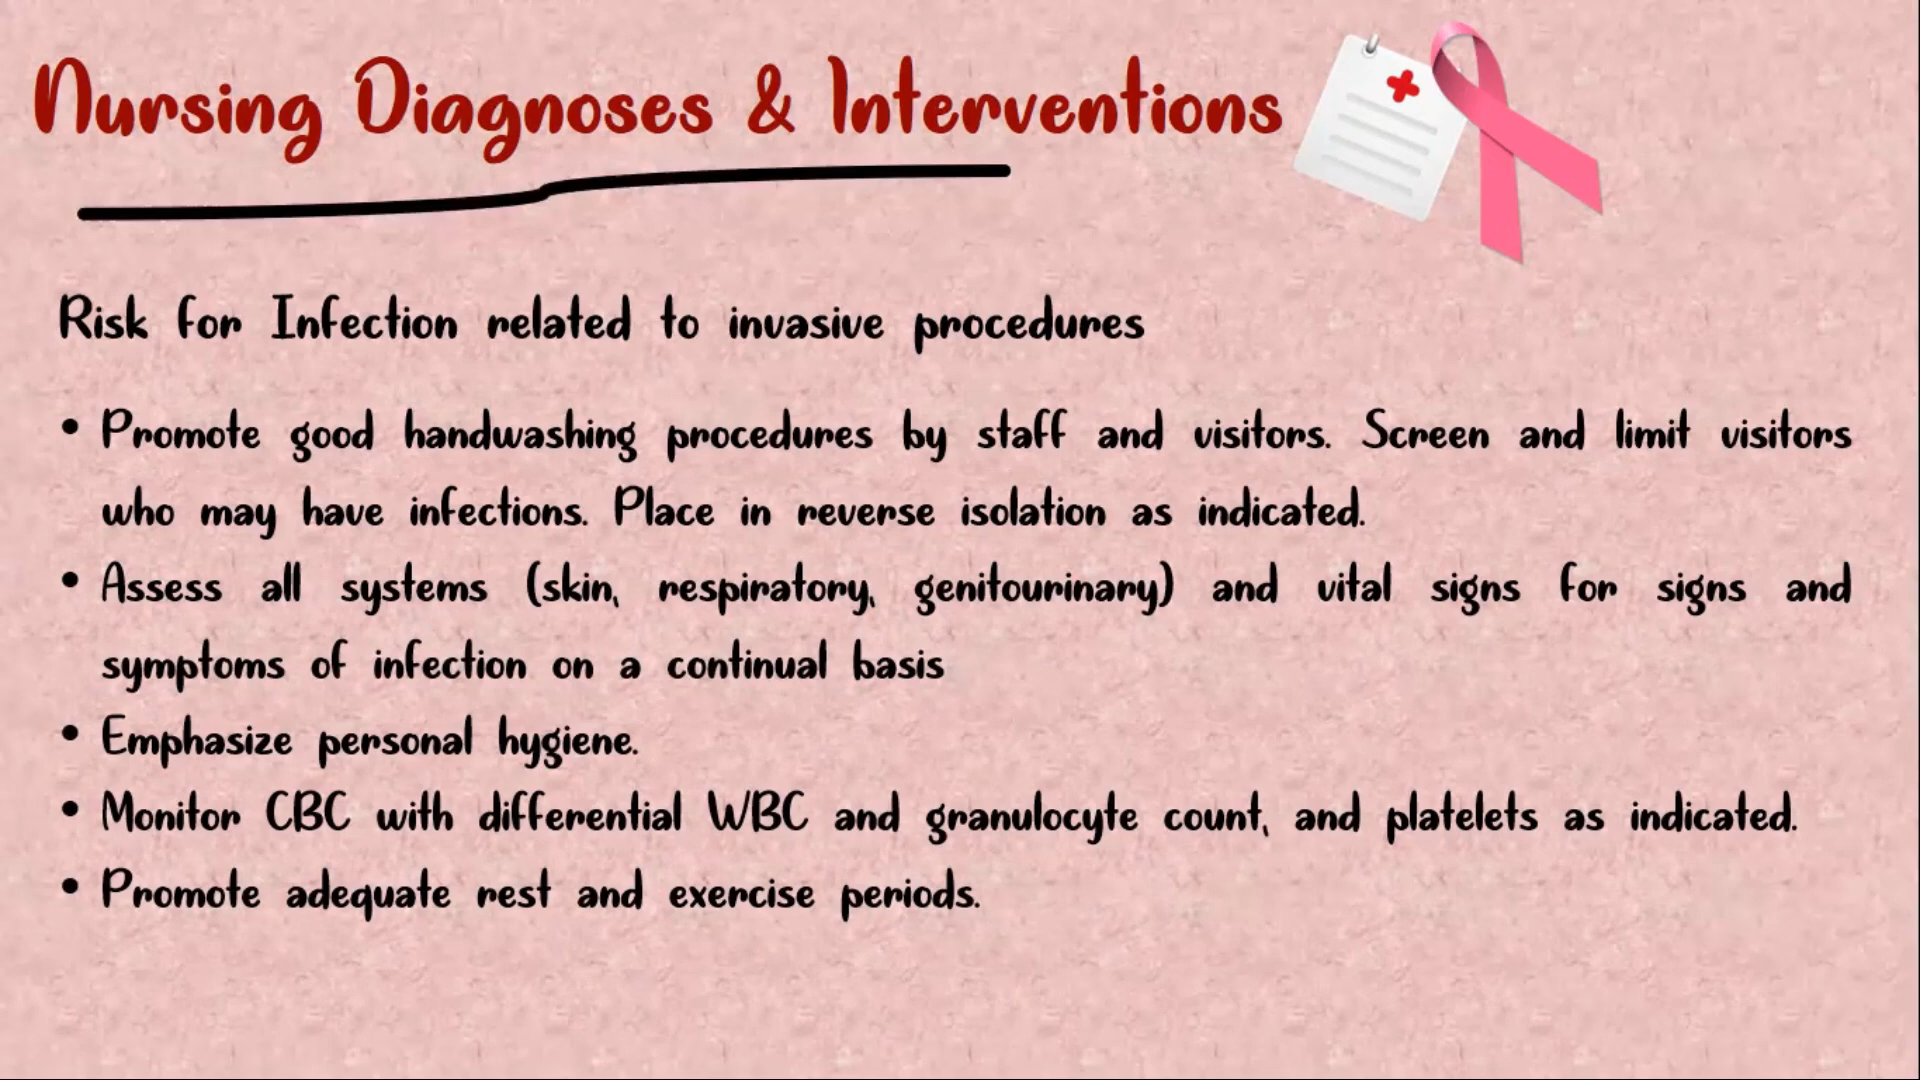 Nursing Diagnoses & Interventions
Risk for Infection related to invasive procedures
• Promote good handwashing procedures by staff and visitors. Screen and limit visitors
who may have infections. Place in reverse isolation as indicated.
• Assess all systems (skin, respiratory, genitourinary) and vital signs for signs and
symptoms of infection on a continual basis
• Emphasize personal hygiene.
• Monitor CBC with differential WBC and granulocyte count, and platelets as indicated.
• Promote adequate rest and exercise periods.